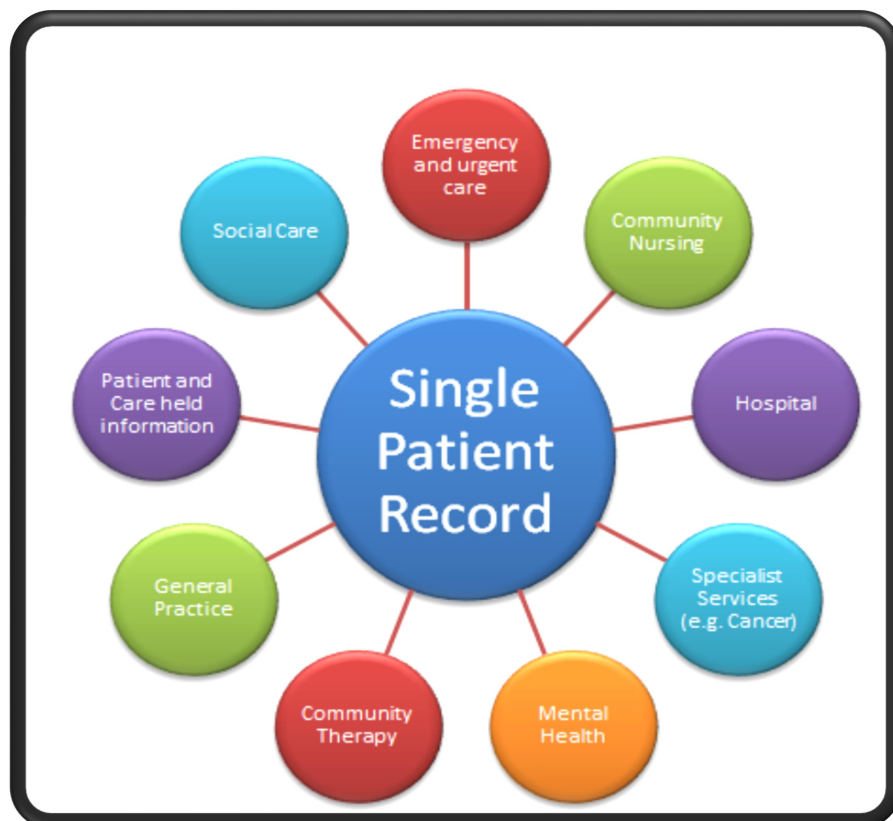 Emergency
and urgent
care
Community
Nursing
Hospital
Specialist
Services
(e.g. Cancer)
Mental
Health
Community
Therapy
General
Practice
Patient and
Care held
information
Social Care
Single
Patient
Record